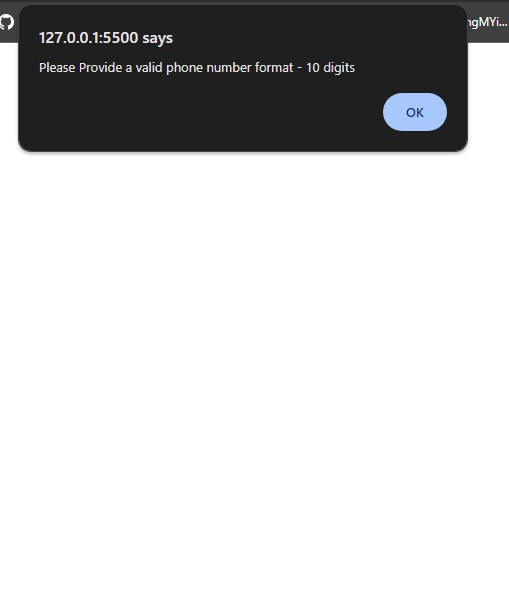 127.0.0.1:5500 says
Please Provide a valid phone number format - 10 digits
OK